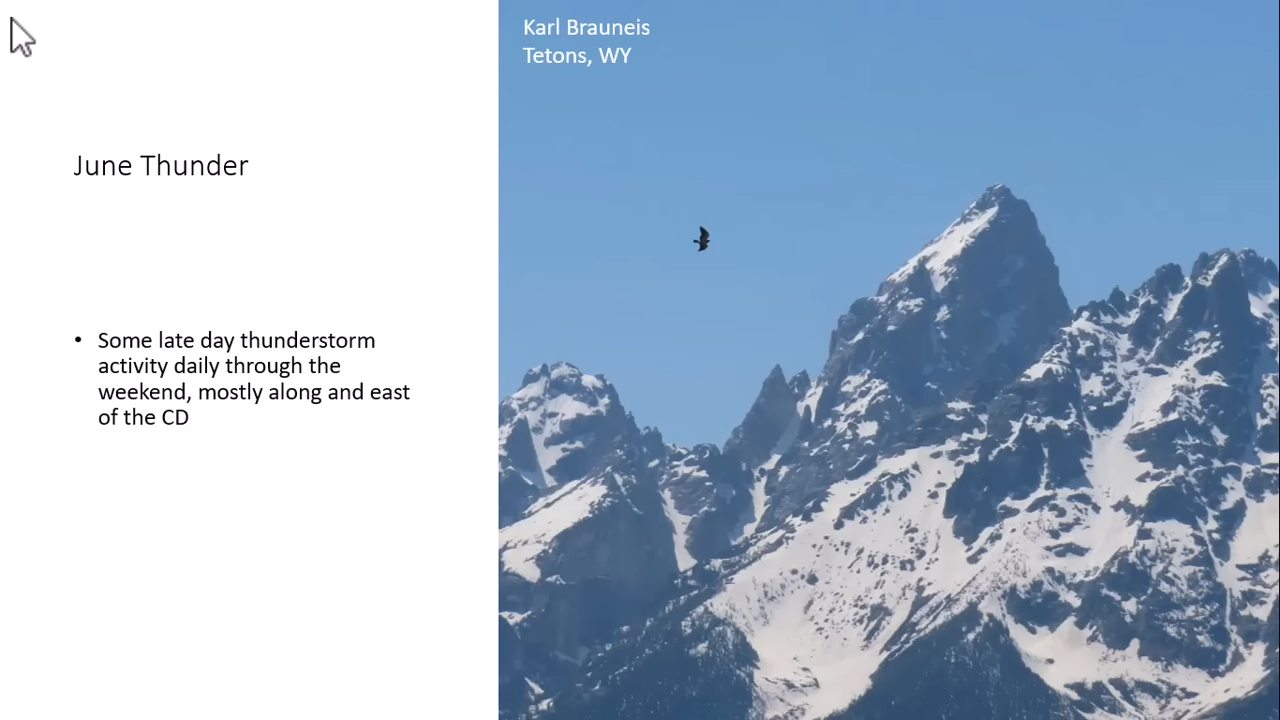 Karl Brauneis
Tetons, WY
June Thunder
• Some late day thunderstorm
activity daily through the
weekend, mostly along and east
of the CD